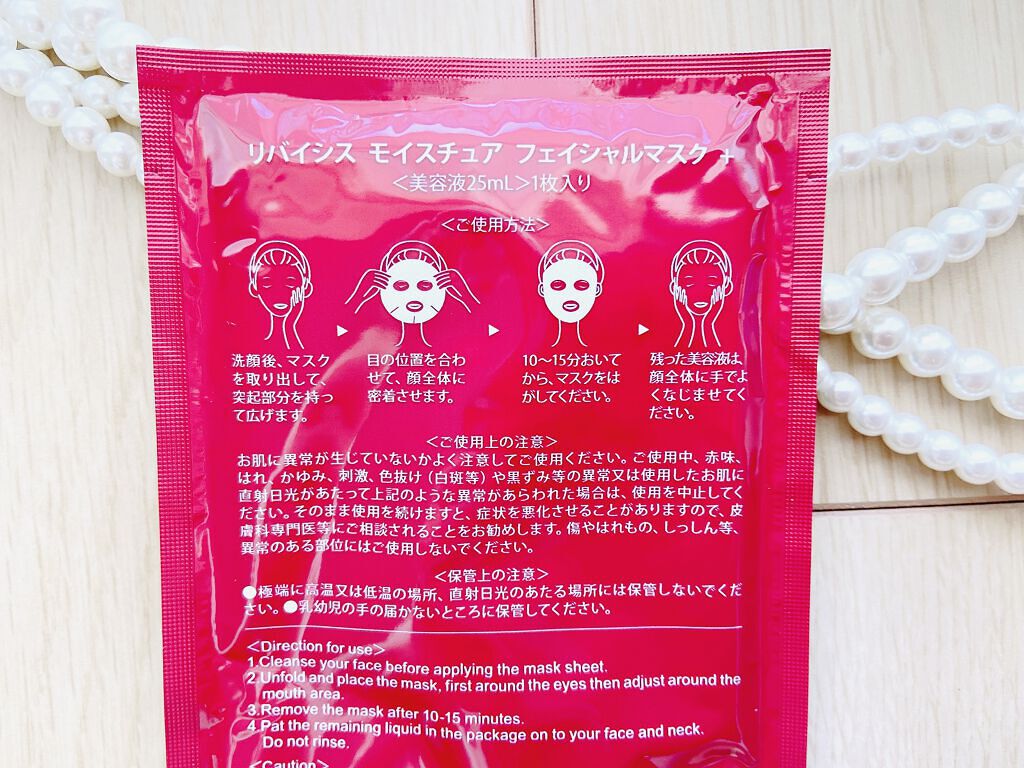 リバイシス モイスチュア フェイシャルマスク +
＜美容液25mL＞1枚入り
＜ご使用方法＞
洗顔後、マスク
を取り出して、
突起部分を持っ
て広げます。
目の位置を合わ
せて、顔全体に
密着させます。
10〜15分おいて
から、マスクをは
がしてください。
残った美容液は、
顔全体に手でよ
くなじませてく
ださい。
＜ご使用上の注意＞
お肌に異常が生じていないかよく注意してご使用ください。ご使用中、赤味、
はれ、かゆみ、刺激、色抜け（白斑等）や黒ずみ等の異常又は使用したお肌に
直射日光があたって上記のような異常があらわれた場合は、使用を中止してく
ださい。そのまま使用を続けますと、症状を悪化させることがありますので、皮
膚科専門医等にご相談されることをお勧めします。傷やはれもの、しっしん等、
異常のある部位にはご使用しないでください。
＜保管上の注意＞
●極端に高温又は低温の場所、直射日光のあたる場所には保管しないでくだ
さい。●乳幼児の手の届かないところに保管してください。
＜Direction for use＞
1.Cleanse your face before applying the mask sheet.
2.Unfold and place the mask, first around the eyes then adjust around the
mouth area.
3.Remove the mask after 10-15 minutes.
4.Pat the remaining liquid in the package on to your face and neck.
Do not rinse.
＜Caution＞